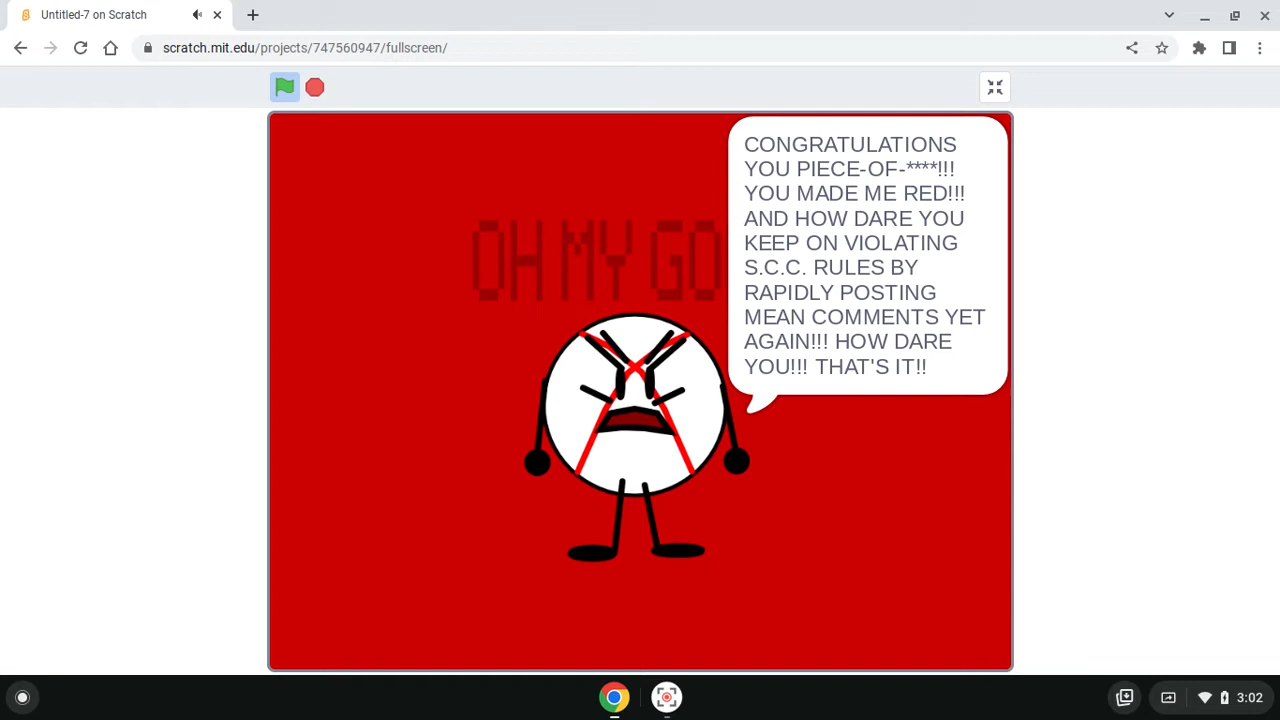 Untitled-7 on Scratch
scratch.mit.edu/projects/747560947/fullscreen/
OH MY GO
CONGRATULATIONS
YOU PIECE-OF-****!!!
YOU MADE ME RED!!!
AND HOW DARE YOU
KEEP ON VIOLATING
S.C.C. RULES BY
RAPIDLY POSTING
MEAN COMMENTS YET
AGAIN!!! HOW DARE
YOU!!! THAT'S IT!!
3:02